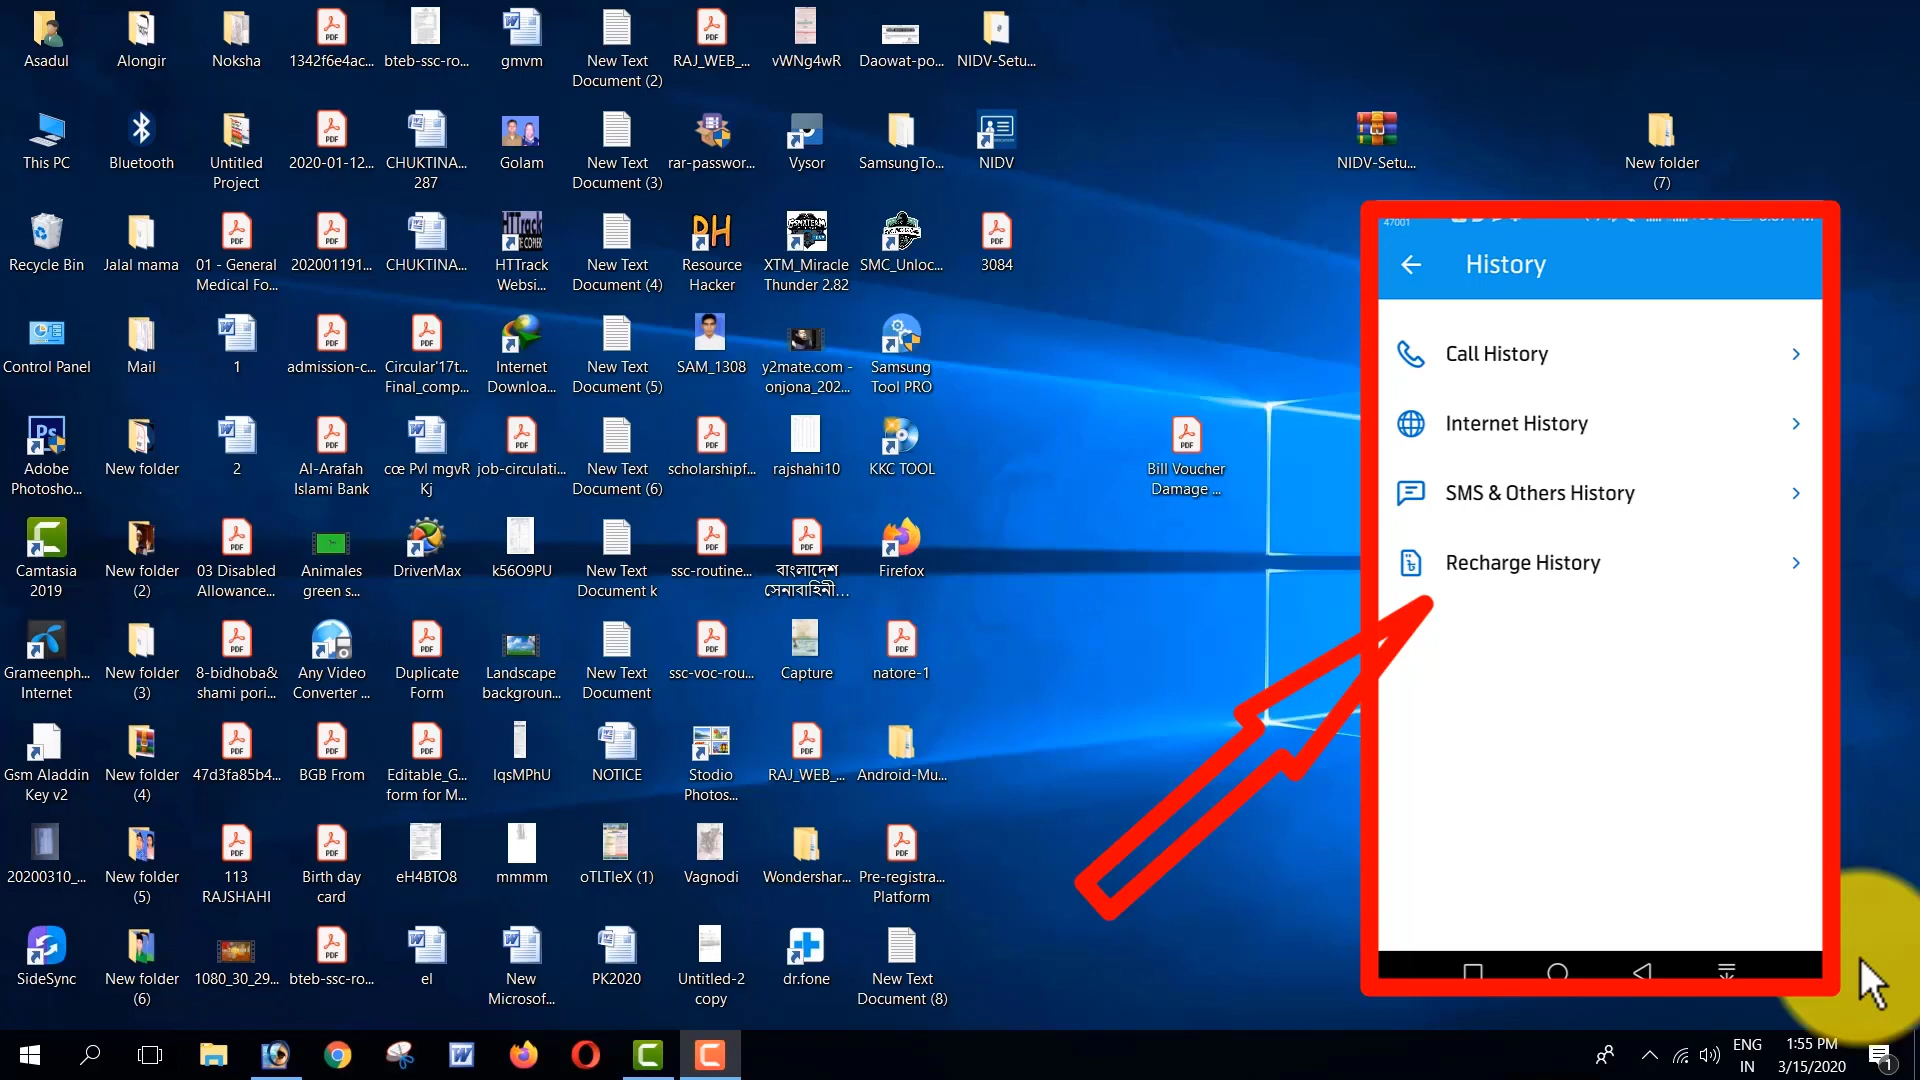 Asadul
Alongir
Noksha
1342f6e4ac...
bteb-ssc-ro...
gmvm
New Text
Document (2)
RAJ_WEB_...
vWNg4wR
Daowat-po...
NIDV-Setu...
This PC
Bluetooth
Untitled
Project
2020-01-12...
CHUKTINA...
287
Golam
New Text
Document (3)
rar-passwor...
Vysor
SamsungTo...
NIDV
NIDV-Setu...
New folder
(7)
Recycle Bin
Jalal mama
01 - General
Medical Fo...
202001191...
CHUKTINA...
HTTrack
Websi...
New Text
Document (4)
Resource
Hacker
XTM_Miracle
Thunder 2.82
SMC_Unloc...
3084
Control Panel
Mail
1
admission-c...
Circular'17t...
Final_comp...
Internet
Downloa...
New Text
Document (5)
SAM_1308
y2mate.com -
onjona_202...
Samsung
Tool PRO
Adobe
Photosho...
New folder
2
Al-Arafah
Islami Bank
cœ Pvl mgvR
Kj
job-circulati...
New Text
Document (6)
scholarshipf...
rajshahi10
KKC TOOL
Bill Voucher
Damage ...
Camtasia
2019
New folder
(2)
03 Disabled
Allowance...
Animales
green s...
DriverMax
k56O9PU
New Text
Document k
ssc-routine...
বাংলাদেশ
সেনাবাহিনী...
Firefox
Grameenph...
Internet
New folder
(3)
8-bidhoba&
shami pori...
Any Video
Converter ...
Duplicate
Form
Landscape
backgroun...
New Text
Document
ssc-voc-rou...
Capture
natore-1
Gsm Aladdin
Key v2
New folder
(4)
47d3fa85b4...
BGB From
Editable_G...
form for M...
IqsMPhU
NOTICE
Stodio
Photos...
RAJ_WEB_...
Android-Mu...
20200310_...
New folder
(5)
113
RAJSHAHI
Birth day
card
eH4BTO8
mmmm
oTLTleX (1)
Vagnodi
Wondershar...
Pre-registra...
Platform
SideSync
New folder
(6)
1080_30_29...
bteb-ssc-ro...
el
New
Microsof...
PK2020
Untitled-2
copy
dr.fone
New Text
Document (8)
47001
History
Call History
Internet History
SMS & Others History
Recharge History
ENG
IN
1:55 PM
3/15/2020
1